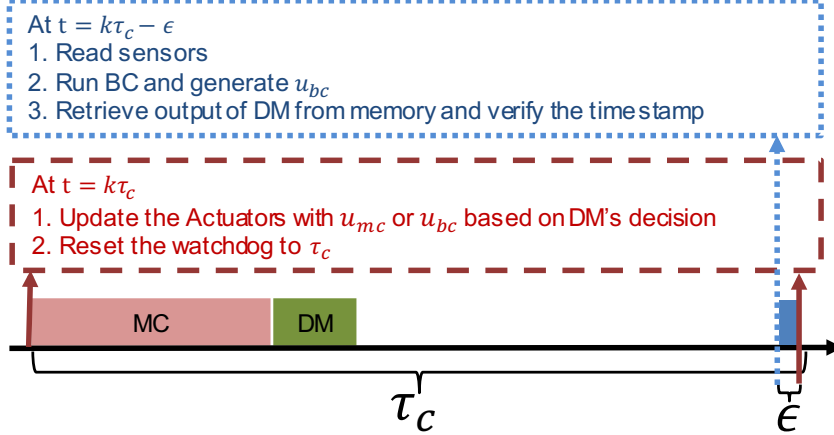 At t = kτ_c − ϵ
1. Read sensors
2. Run BC and generate u_bc
3. Retrieve output of DM from memory and verify the time stamp
At t = kτ_c
1. Update the Actuators with u_mc or u_bc based on DM's decision
2. Reset the watchdog to τ_c
MC DM
τ_c ϵ